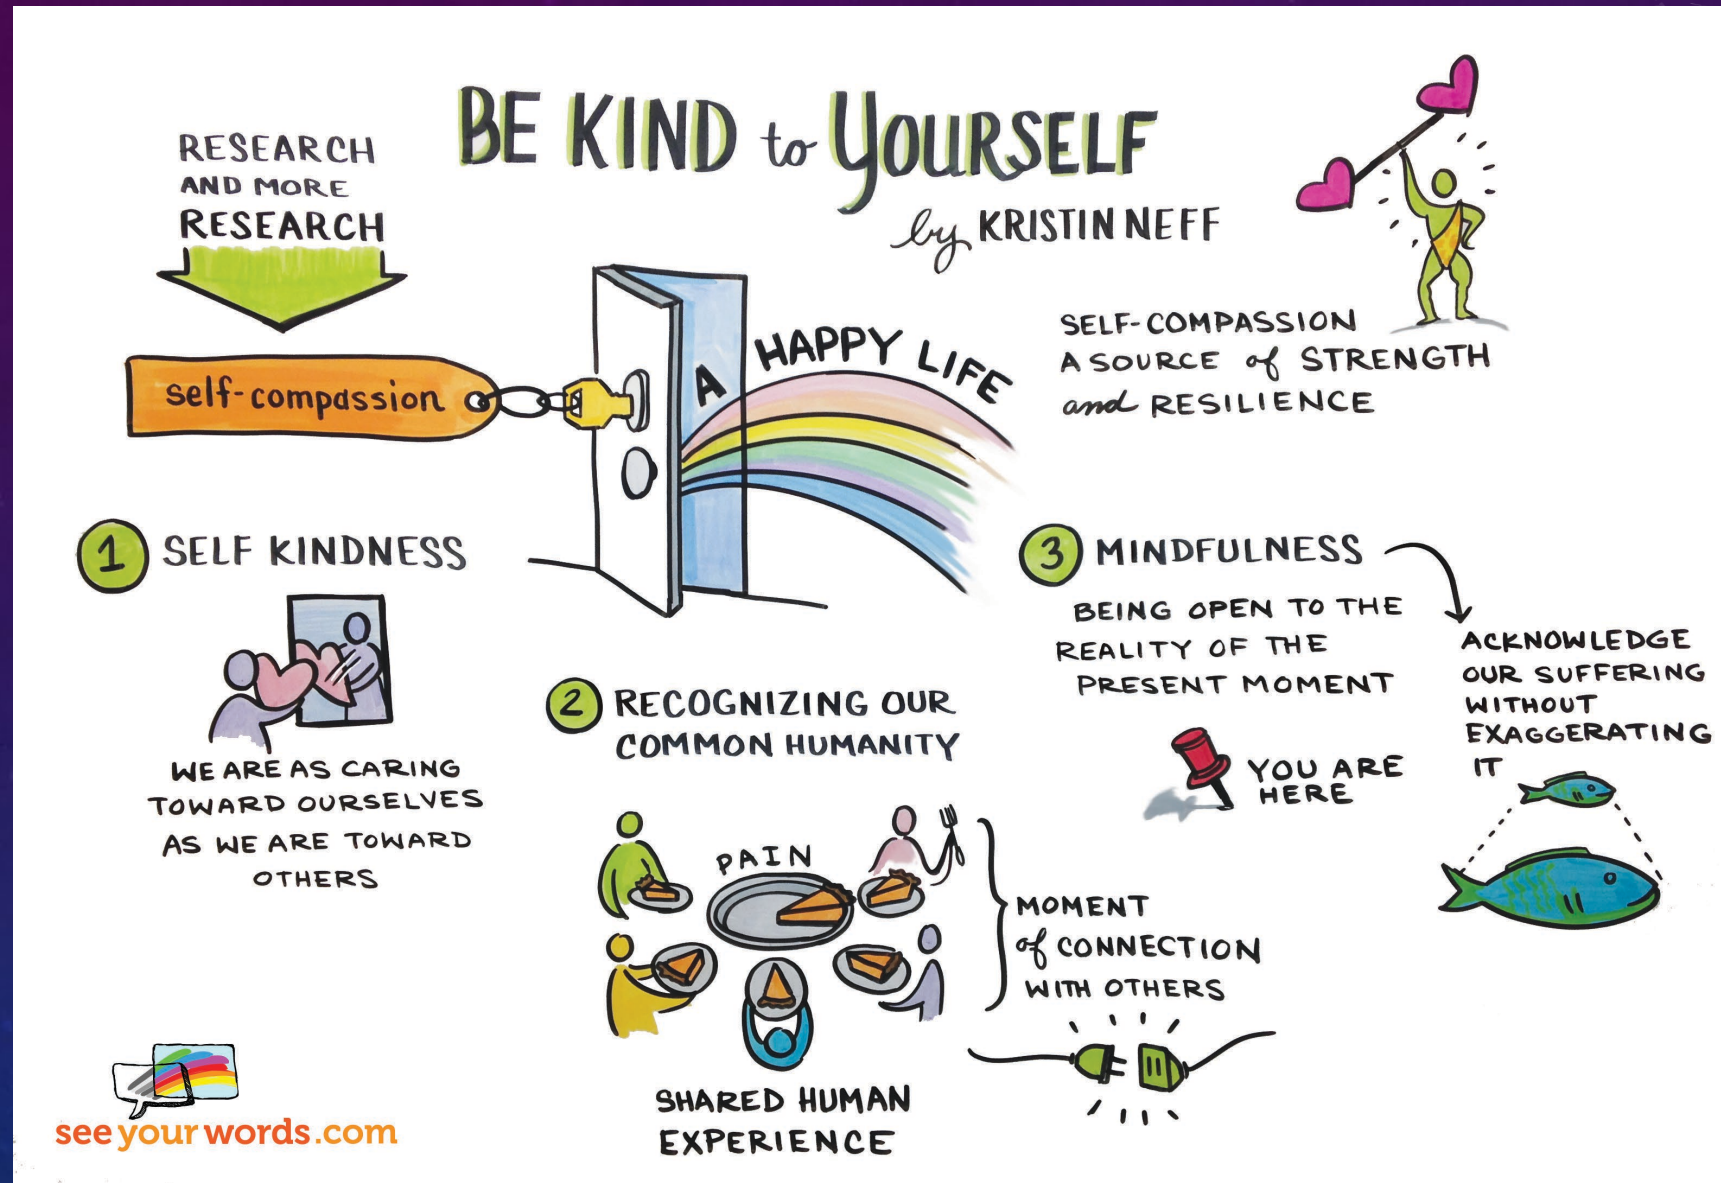 BE KIND to YOURSELF
by KRISTIN NEFF
RESEARCH
AND MORE
RESEARCH
self-compassion
A HAPPY LIFE
SELF-COMPASSION
A SOURCE of STRENGTH
and RESILIENCE
1 SELF KINDNESS
WE ARE AS CARING
TOWARD OURSELVES
AS WE ARE TOWARD
OTHERS
2 RECOGNIZING OUR
COMMON HUMANITY
PAIN
SHARED HUMAN
EXPERIENCE
MOMENT
of CONNECTION
WITH OTHERS
3 MINDFULNESS
BEING OPEN TO THE
REALITY OF THE
PRESENT MOMENT
YOU ARE
HERE
ACKNOWLEDGE
OUR SUFFERING
WITHOUT
EXAGGERATING
IT
seeyourwords.com